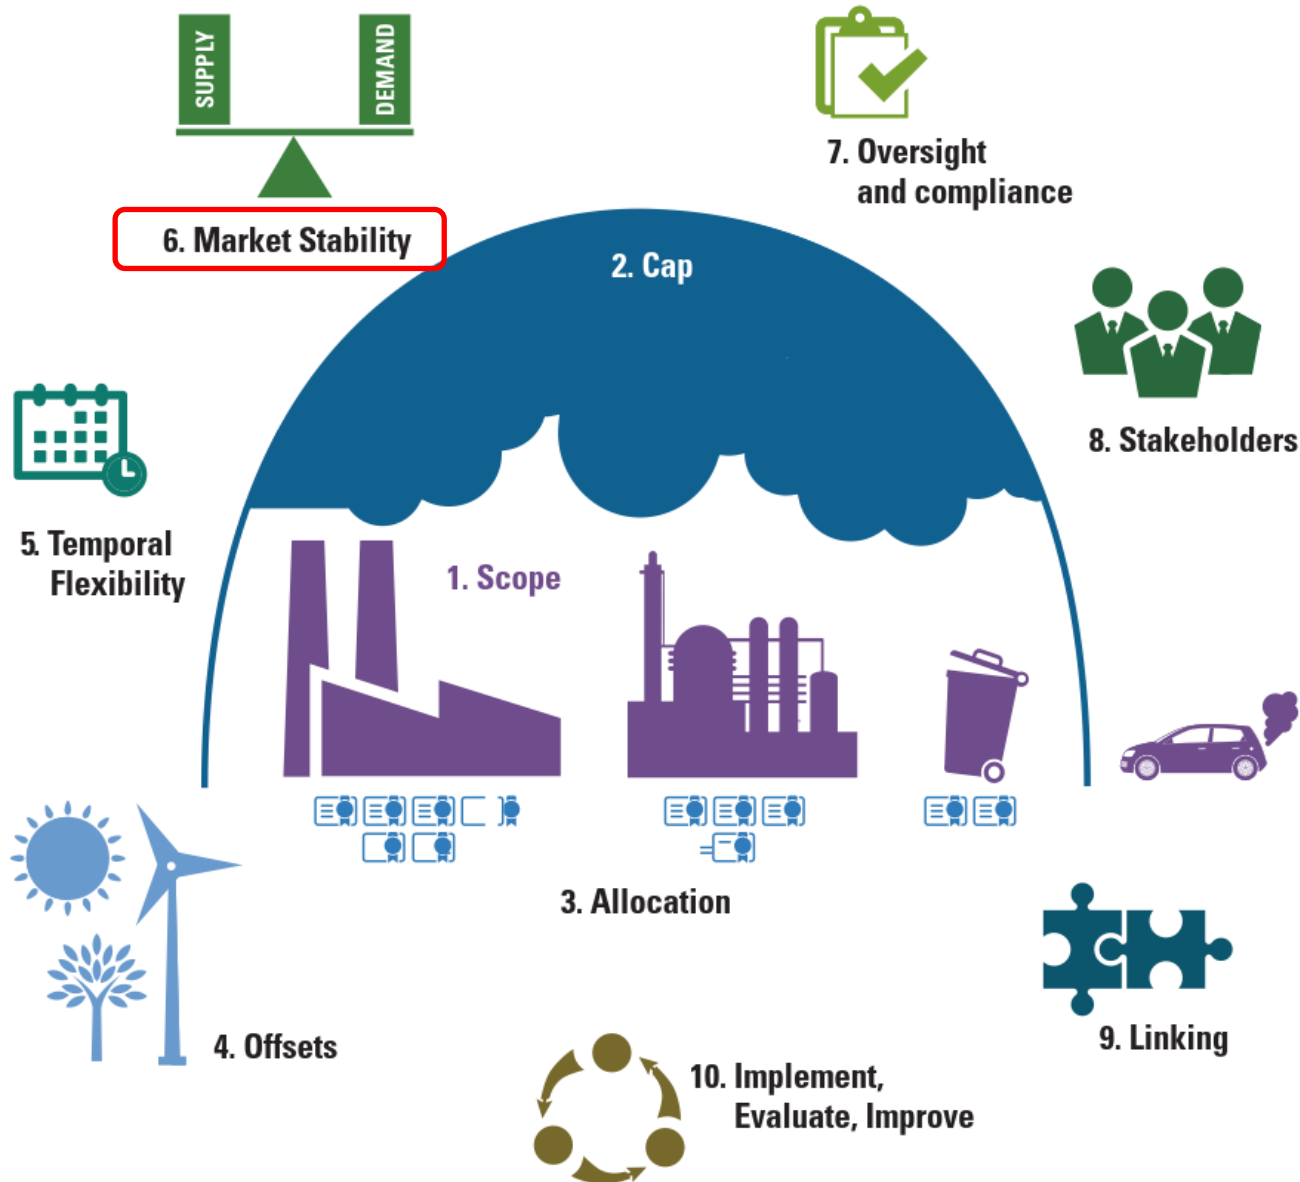 SUPPLY
DEMAND
6. Market Stability
7. Oversight
and compliance
2. Cap
8. Stakeholders
5. Temporal
Flexibility
1. Scope
3. Allocation
4. Offsets
9. Linking
10. Implement,
Evaluate, Improve